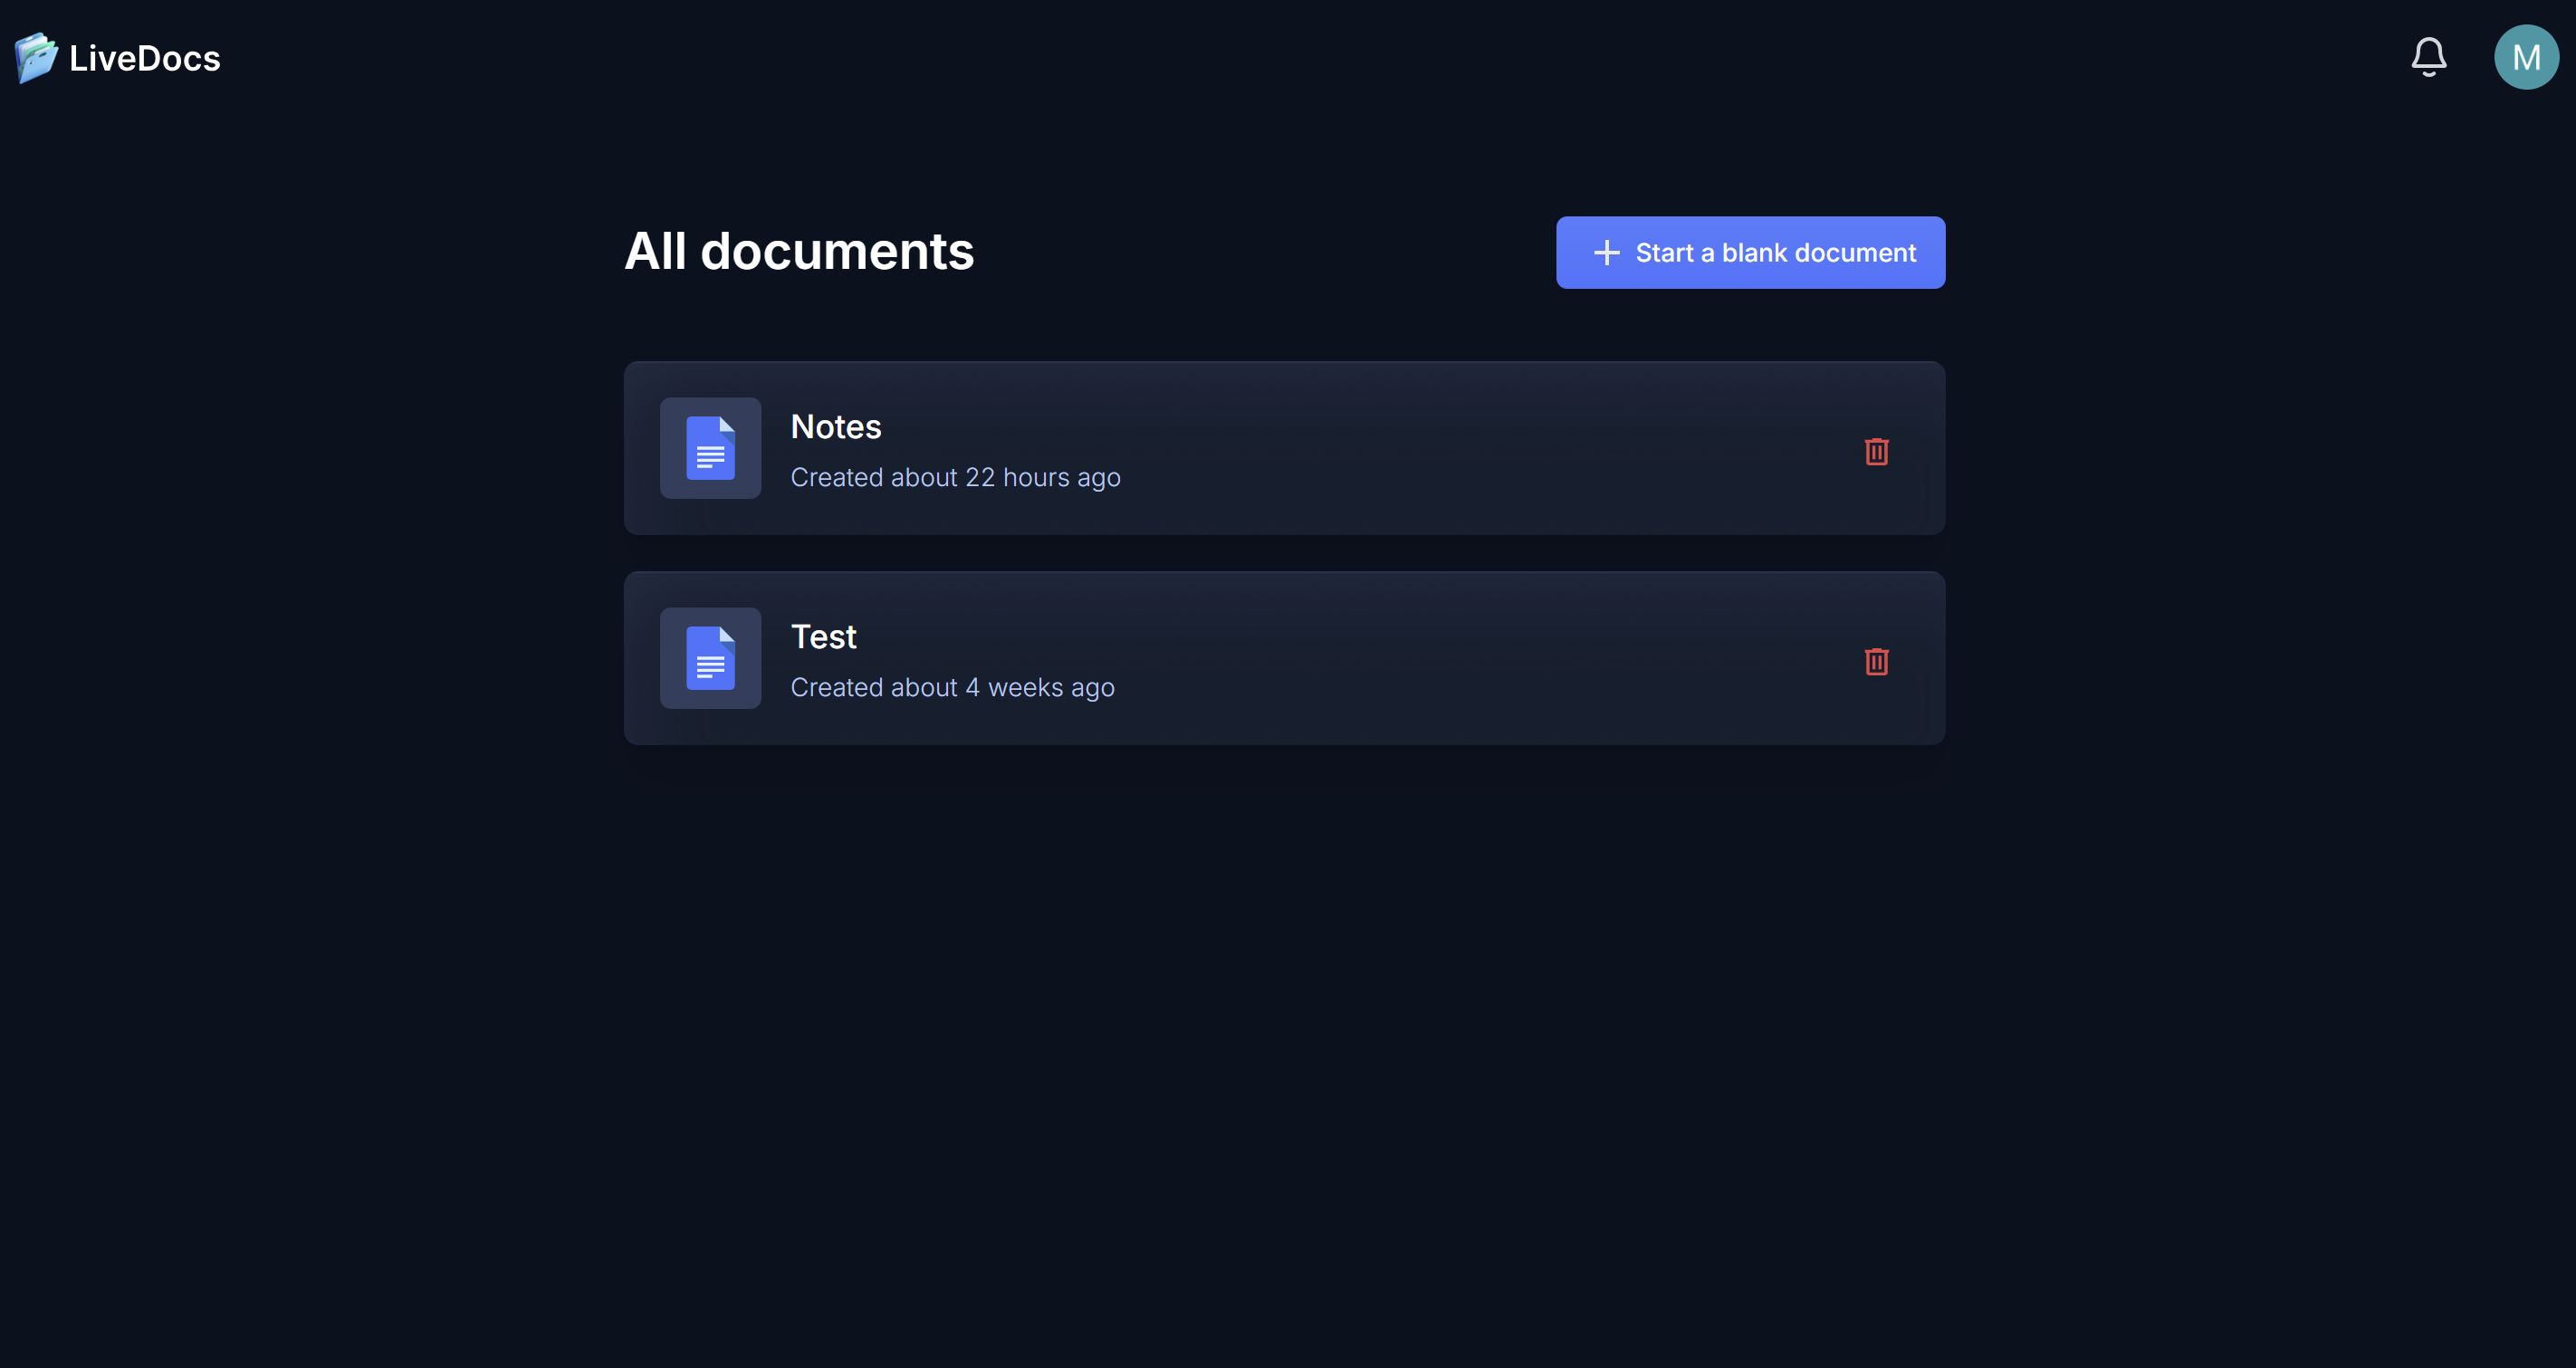 LiveDocs
M
All documents
Start a blank document
Notes
Created about 22 hours ago
Test
Created about 4 weeks ago